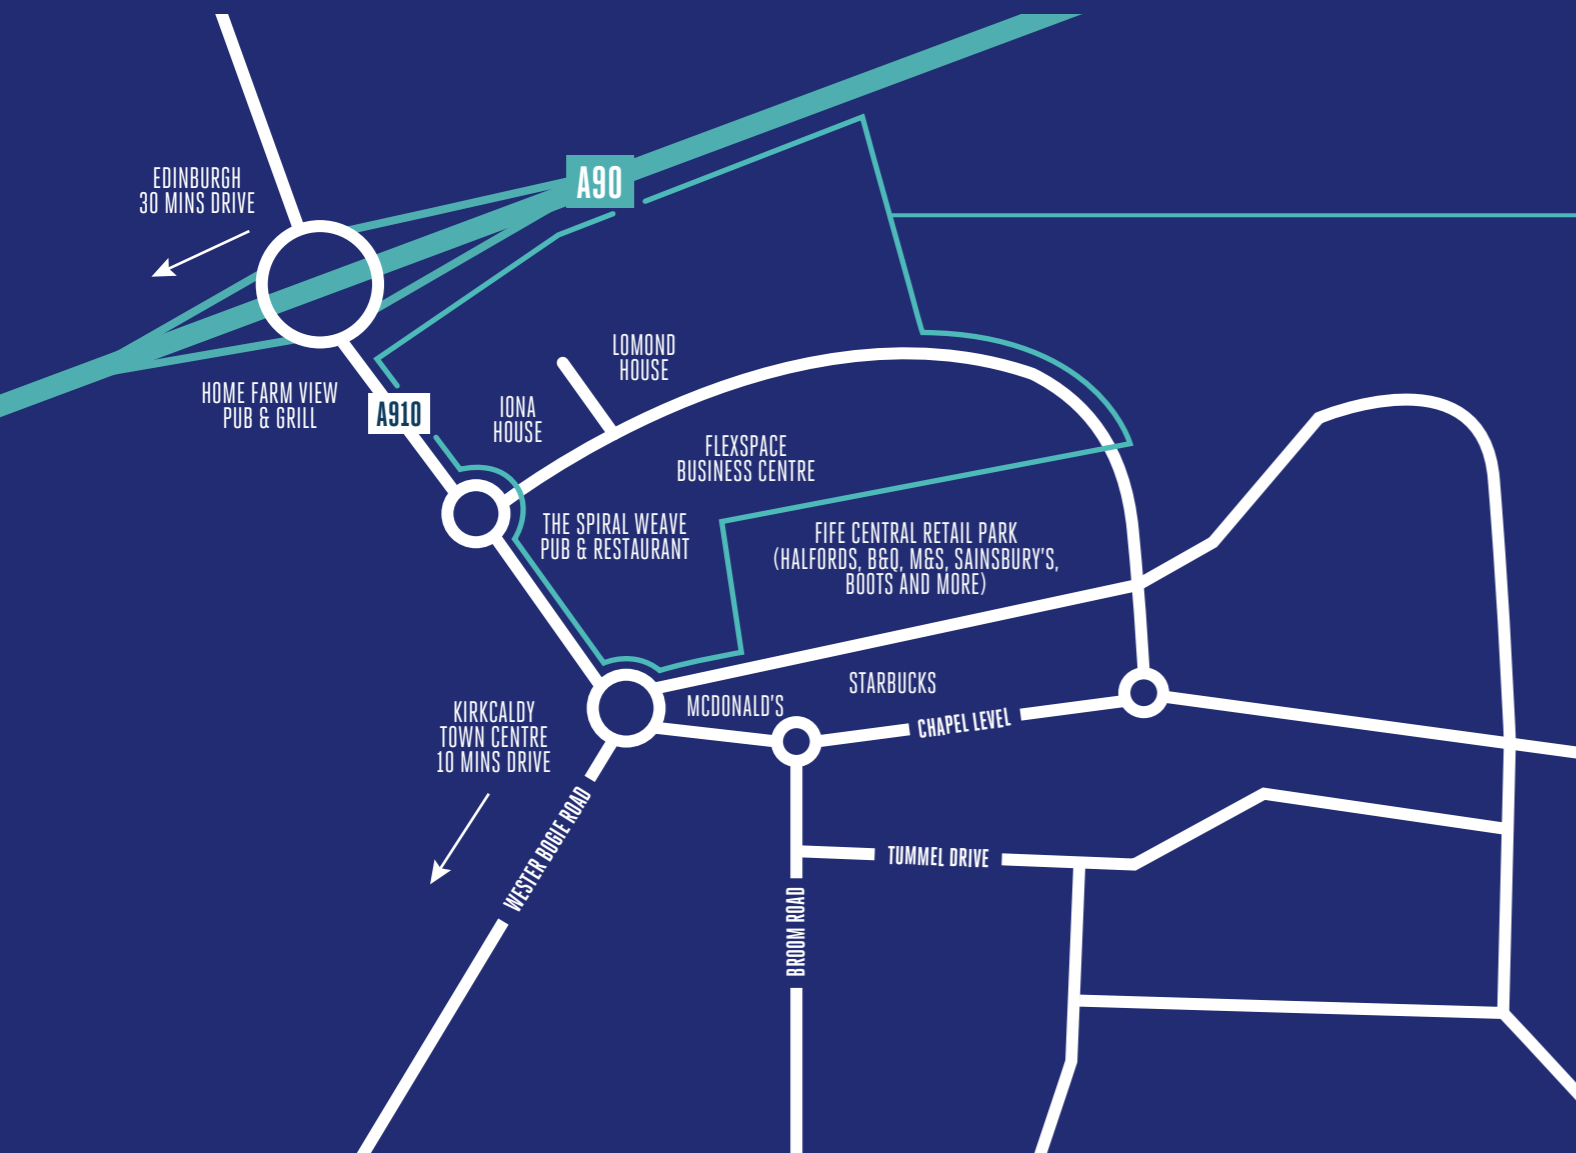 A90
EDINBURGH
30 MINS DRIVE
LOMOND
HOUSE
HOME FARM VIEW
PUB & GRILL
A910
IONA
HOUSE
FLEXSPACE
BUSINESS CENTRE
THE SPIRAL WEAVE
PUB & RESTAURANT
FIFE CENTRAL RETAIL PARK
(HALFORDS, B&Q, M&S, SAINSBURY'S,
BOOTS AND MORE)
STARBUCKS
MCDONALD'S
CHAPEL LEVEL
KIRKCALDY
TOWN CENTRE
10 MINS DRIVE
WESTER BOGIE ROAD
TUMMEL DRIVE
BROOM ROAD